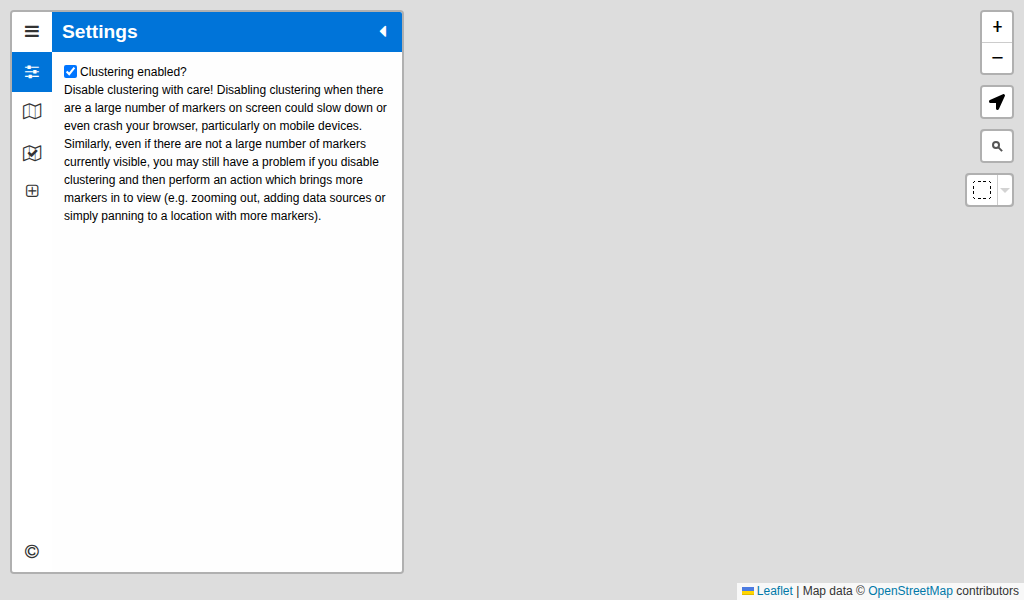 Settings
Clustering enabled?
Disable clustering with care! Disabling clustering when there
are a large number of markers on screen could slow down or
even crash your browser, particularly on mobile devices.
Similarly, even if there are not a large number of markers
currently visible, you may still have a problem if you disable
clustering and then perform an action which brings more
markers in to view (e.g. zooming out, adding data sources or
simply panning to a location with more markers).
©
+
−
Leaflet | Map data © OpenStreetMap contributors